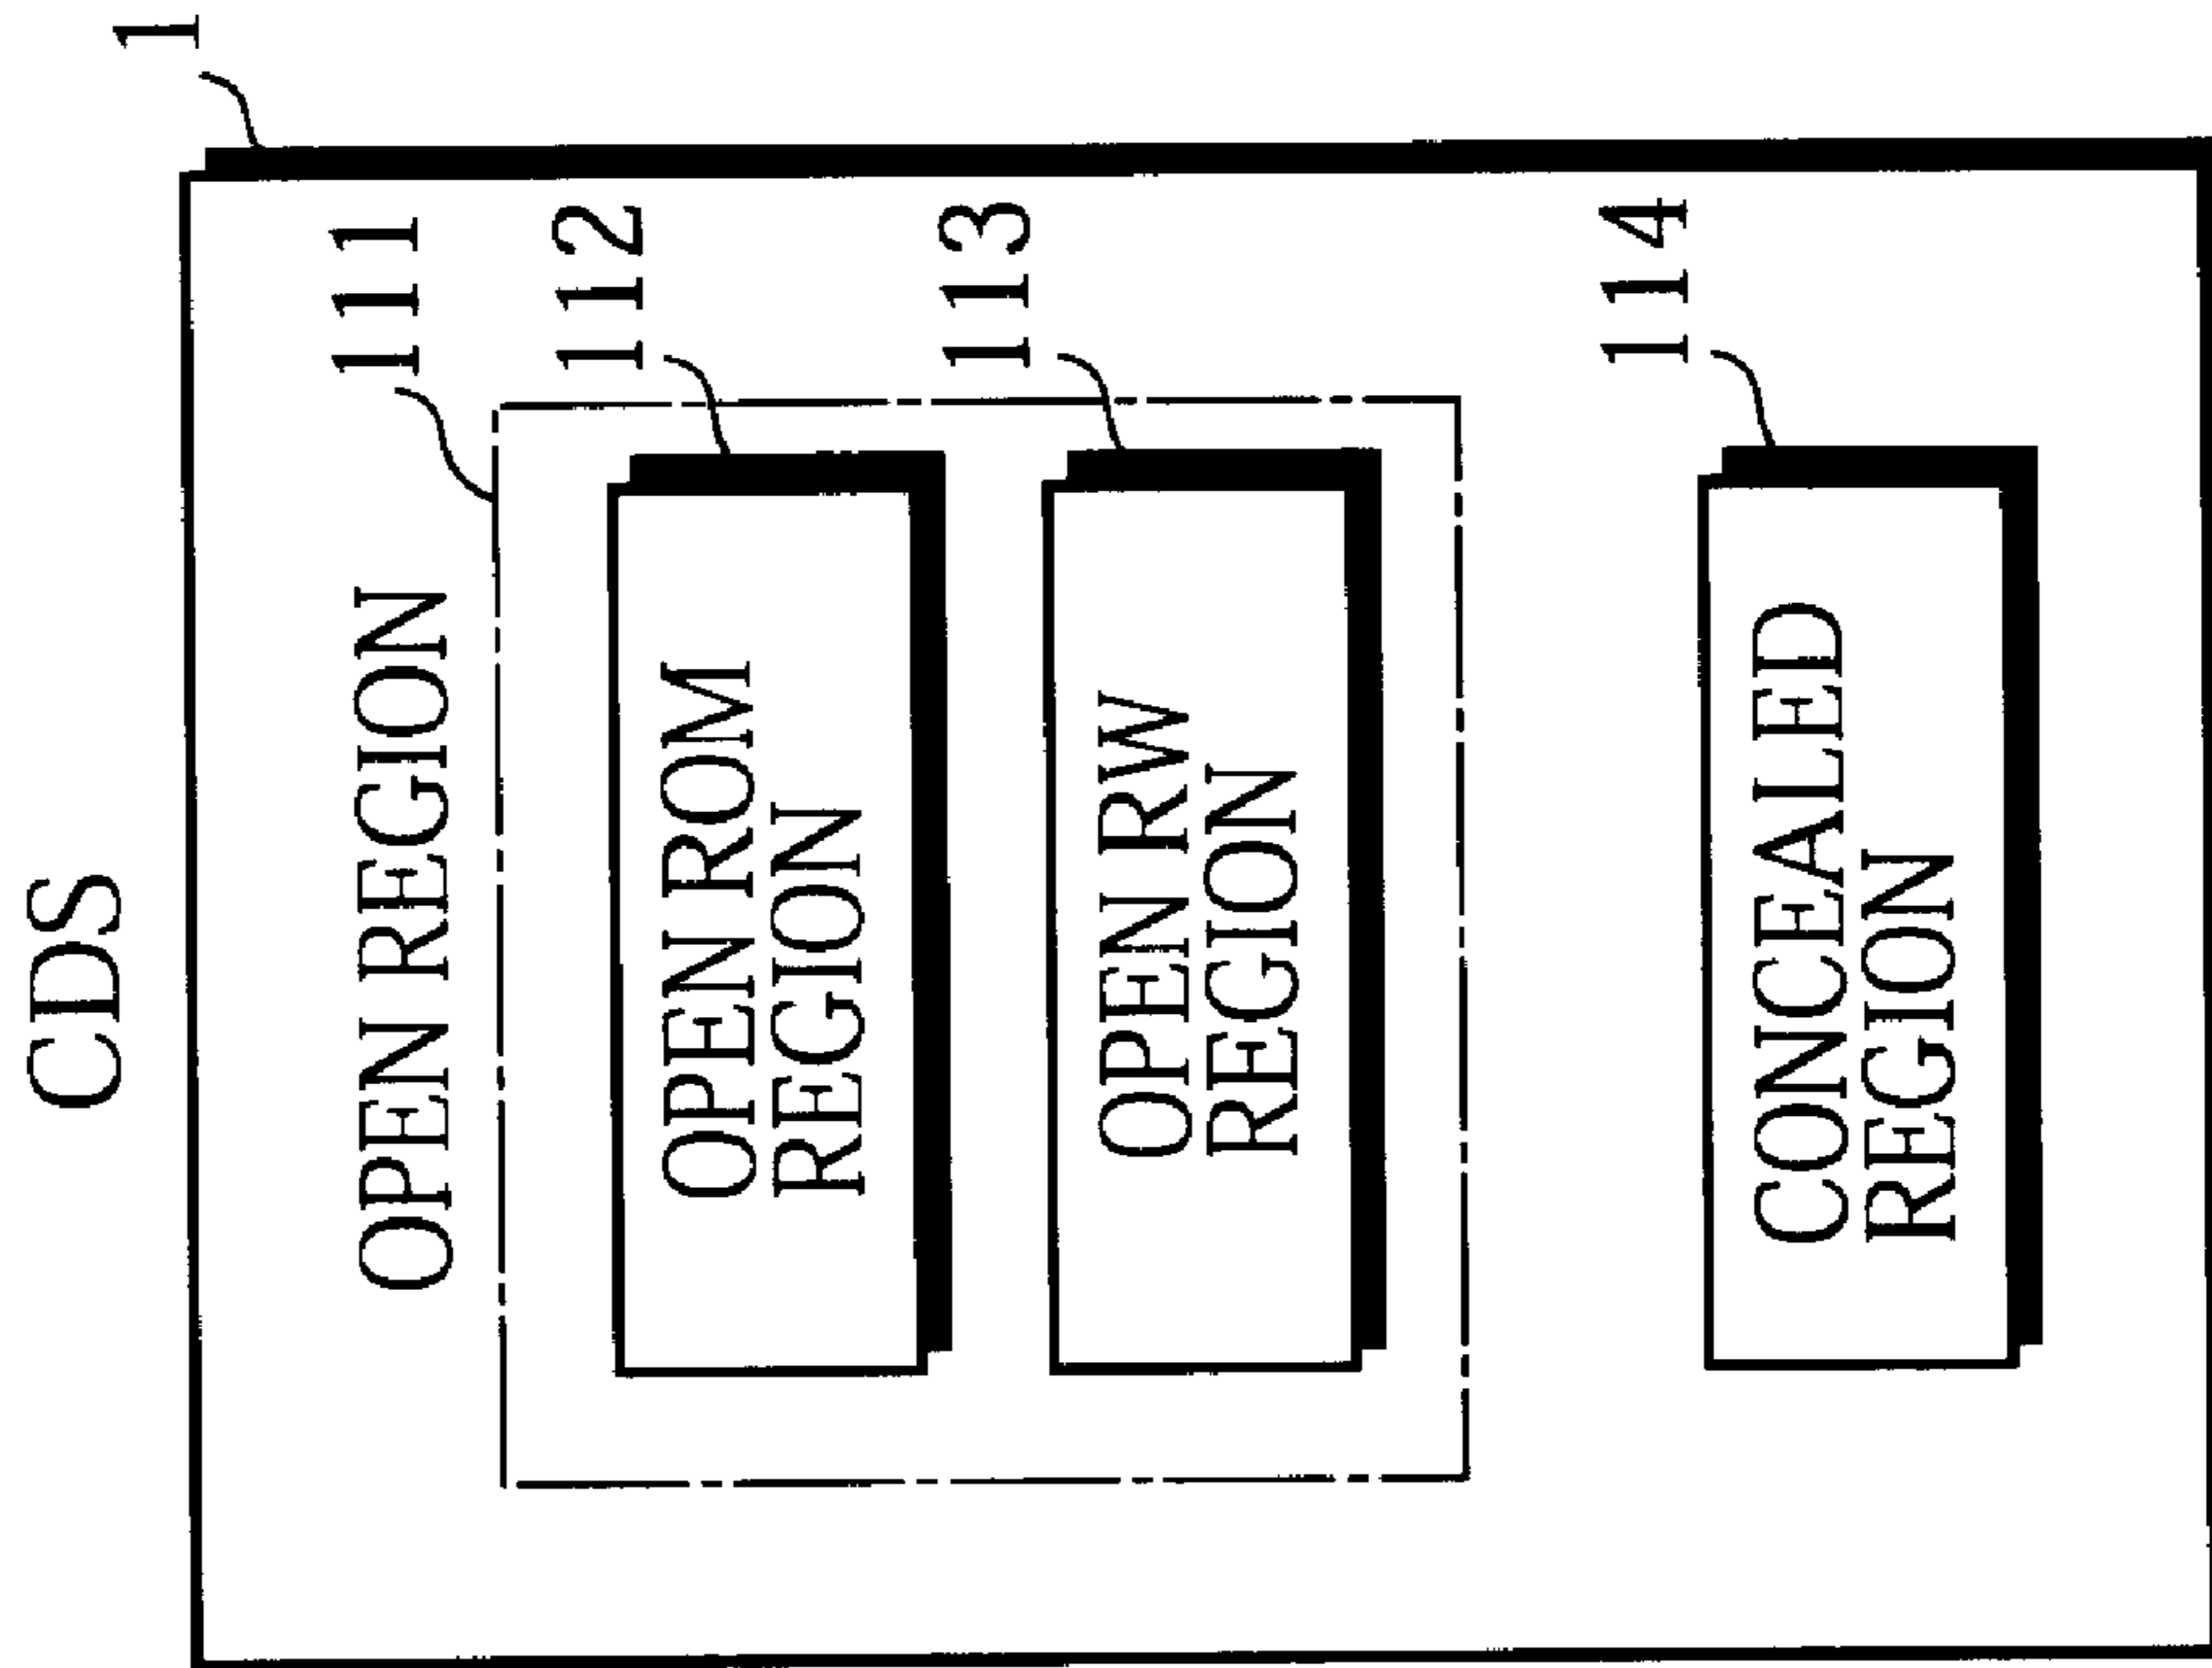 CDS
1
OPEN REGION
111
OPEN ROM
REGION
112
OPEN RW
REGION
113
CONCEALED
REGION
114